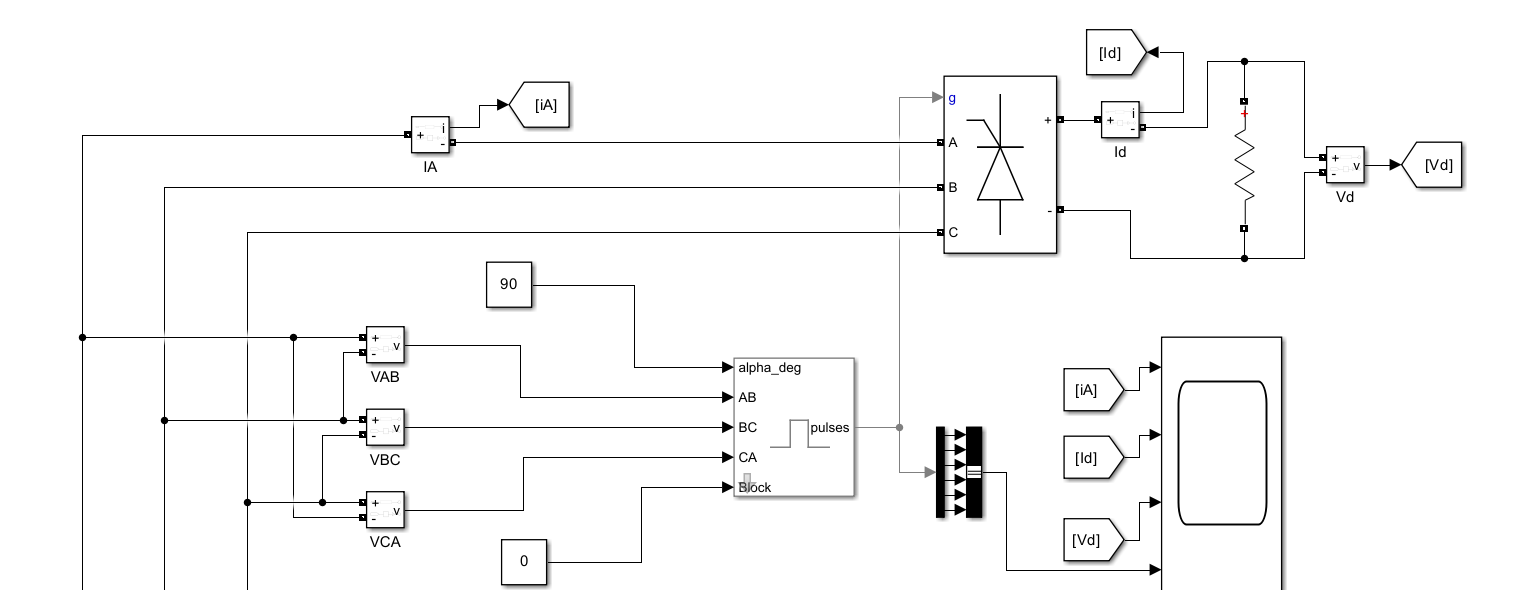 [Id]
[iA]
i
+
-
IA
g
A
B
C
+
-
+
i
-
Id
+
+
-
v
Vd
[Vd]
90
+
-
v
VAB
+
-
v
VBC
+
-
v
VCA
alpha_deg
AB
BC
CA
Block
pulses
0
[iA]
[Id]
[Vd]